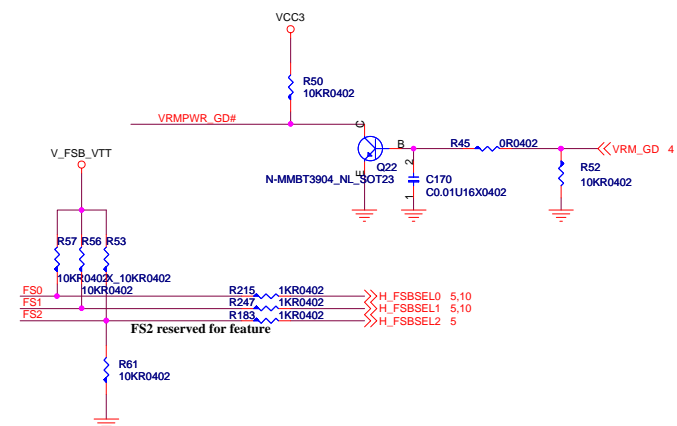 VCC3
R50
10KR0402
VRMPWR_GD#
C
B
E
Q22
N-MMBT3904_NL_SOT23
R45
0R0402
VRM_GD 4
R52
10KR0402
2
1
C170
C0.01U16X0402
V_FSB_VTT
R57
R56
R53
10KR0402
X_10KR0402
10KR0402
FS0
R215
1KR0402
H_FSBSEL0 5,10
FS1
R247
1KR0402
H_FSBSEL1 5,10
FS2
R183
1KR0402
H_FSBSEL2 5
FS2 reserved for feature
R61
10KR0402